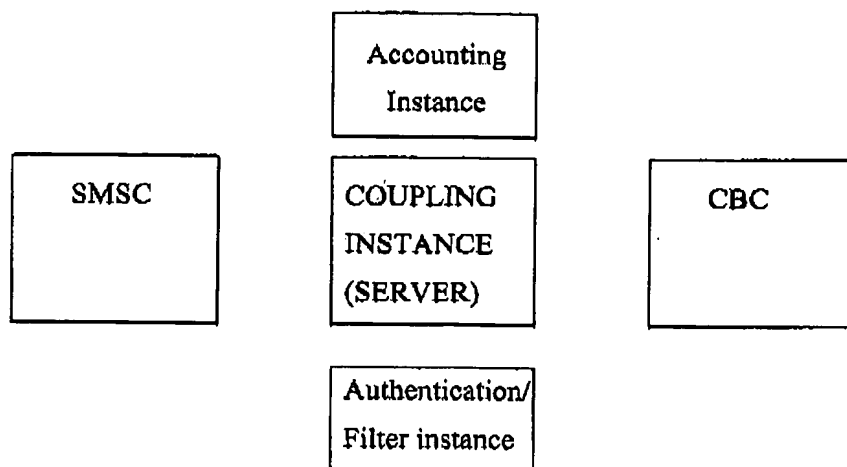 Accounting
Instance
SMSC
COUPLING
INSTANCE
(SERVER)
CBC
Authentication/
Filter instance